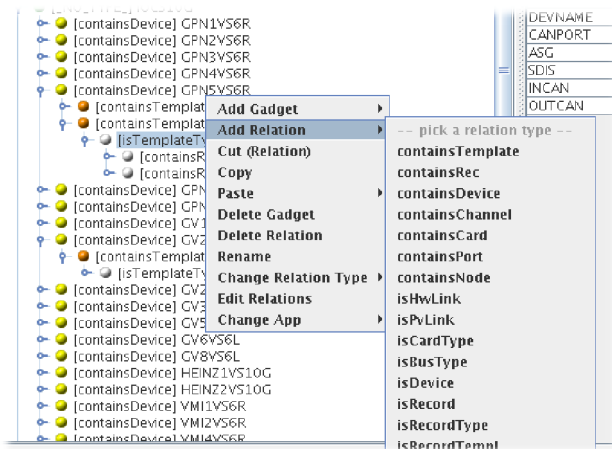 [containsDevice] GPN1VS6R
[containsDevice] GPN2VS6R
[containsDevice] GPN3VS6R
[containsDevice] GPN4VS6R
[containsDevice] GPN5VS6R
[containsTemplat
[containsTemplat
[isTemplateTy
[containsR
[containsR
[containsDevice] GPN
[containsDevice] GPN
[containsDevice] GV1
[containsDevice] GV2
[containsTemplat
[isTemplateTy
[containsDevice] GV2
[containsDevice] GV3
[containsDevice] GV5
[containsDevice] GV6VS6L
[containsDevice] GV8VS6L
[containsDevice] HEINZ1VS10G
[containsDevice] HEINZ2VS10G
[containsDevice] VMI1VS6R
[containsDevice] VMI2VS6R
[containsDevice] VMI4VS6R
Add Gadget
Add Relation
Cut (Relation)
Copy
Paste
Delete Gadget
Delete Relation
Rename
Change Relation Type
Edit Relations
Change App
-- pick a relation type --
containsTemplate
containsRec
containsDevice
containsChannel
containsCard
containsPort
containsNode
isHwLink
isPvLink
isCardType
isBusType
isDevice
isRecord
isRecordType
isRecordTempl
DEVNAME
CANPORT
ASG
SDIS
INCAN
OUTCAN